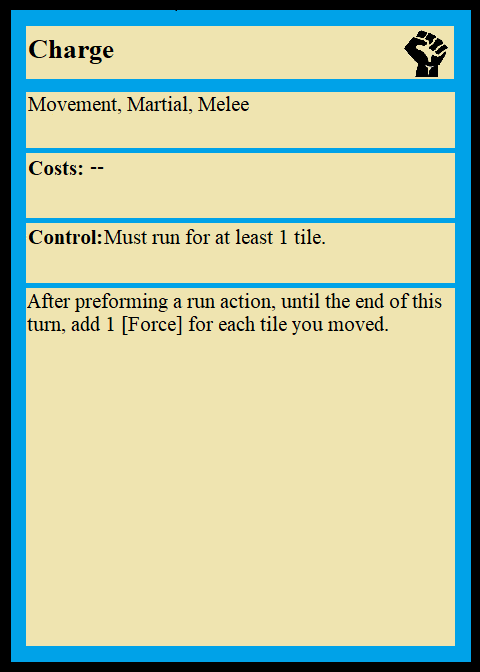 Charge
Movement, Martial, Melee
Costs: --
Control:Must run for at least 1 tile.
After preforming a run action, until the end of this
turn, add 1 [Force] for each tile you moved.